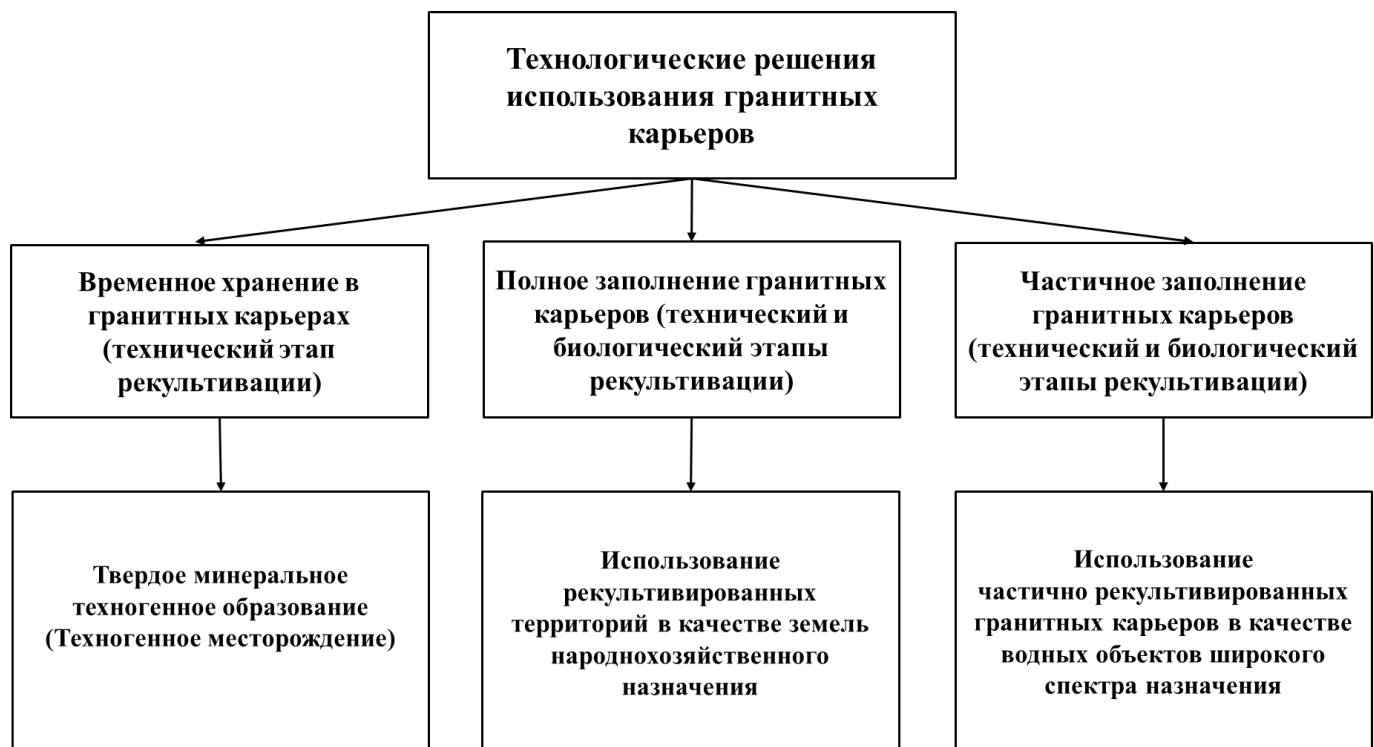 Технологические решения
использования гранитных
карьеров
Временное хранение в
гранитных карьерах
(технический этап
рекультивации)
Полное заполнение гранитных
карьеров (технический и
биологический этапы
рекультивации)
Частичное заполнение
гранитных карьеров
(технический и биологический
этапы рекультивации)
Твердое минеральное
техногенное образование
(Техногенное месторождение)
Использование
рекультивированных
территорий в качестве земель
народнохозяйственного
назначения
Использование
частично рекультивированных
гранитных карьеров в качестве
водных объектов широкого
спектра назначения